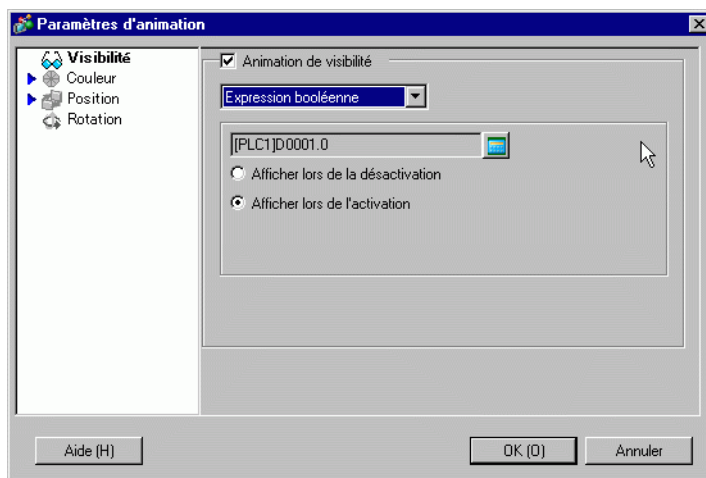 Paramètres d'animation
Visibilité
Couleur
Position
Rotation
Animation de visibilité
Expression booléenne
[PLC1]D0001.0
Afficher lors de la désactivation
Afficher lors de l'activation
Aide (H)
OK (O)
Annuler